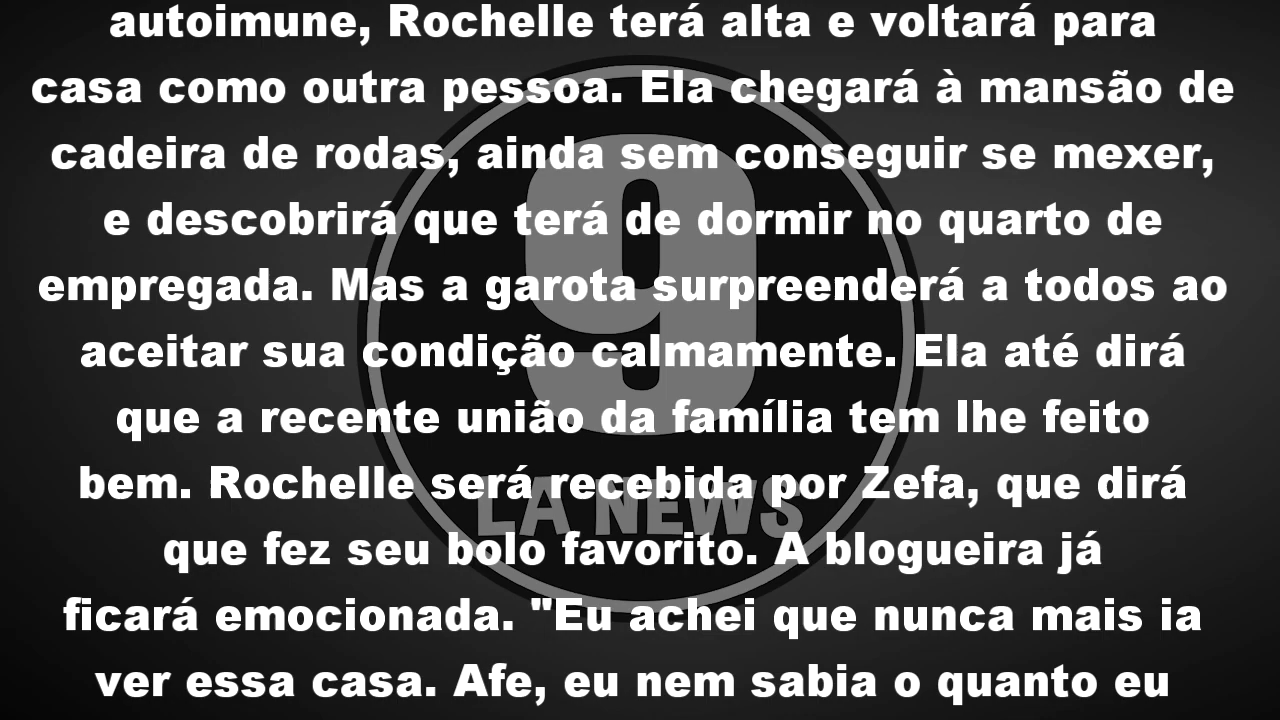 autoimune, Rochelle terá alta e voltará para
casa como outra pessoa. Ela chegará à mansão de
cadeira de rodas, ainda sem conseguir se mexer,
e descobrirá que terá de dormir no quarto de
empregada. Mas a garota surpreenderá a todos ao
aceitar sua condição calmamente. Ela até dirá
que a recente união da família tem lhe feito
bem. Rochelle será recebida por Zefa, que dirá
que fez seu bolo favorito. A blogueira já
ficará emocionada. "Eu achei que nunca mais ia
ver essa casa. Afe, eu nem sabia o quanto eu
9
LA NEWS